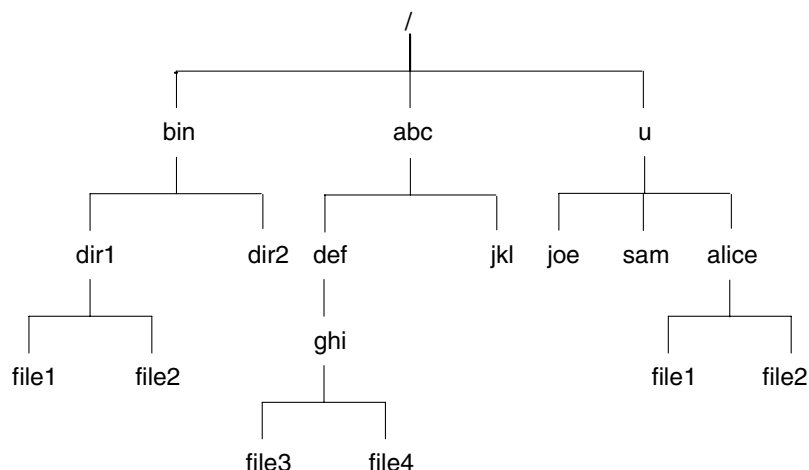 /
bin abc u
dir1 dir2 def jkl joe sam alice
file1 file2 ghi file1 file2
file3 file4